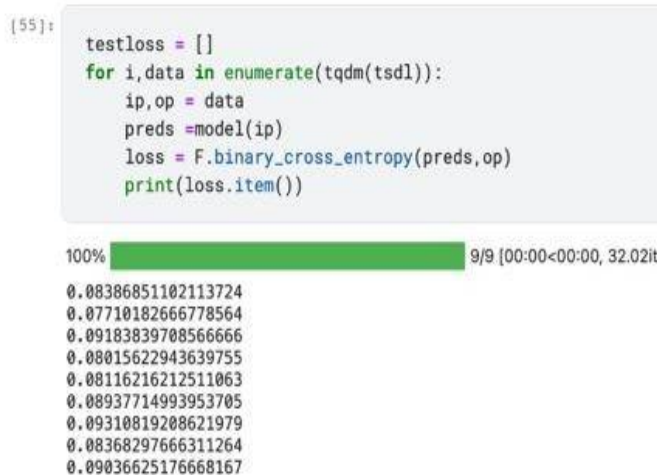 [55]:
testloss = []
for i,data in enumerate(tqdm(tsdl)):
    ip,op = data
    preds =model(ip)
    loss = F.binary_cross_entropy(preds,op)
    print(loss.item())
100% 9/9 [00:00<00:00, 32.02it
0.08386851102113724
0.07710182666778564
0.09183839708566666
0.08015622943639755
0.08116216212511063
0.08937714993953705
0.09310819208621979
0.08368297666311264
0.09036625176668167